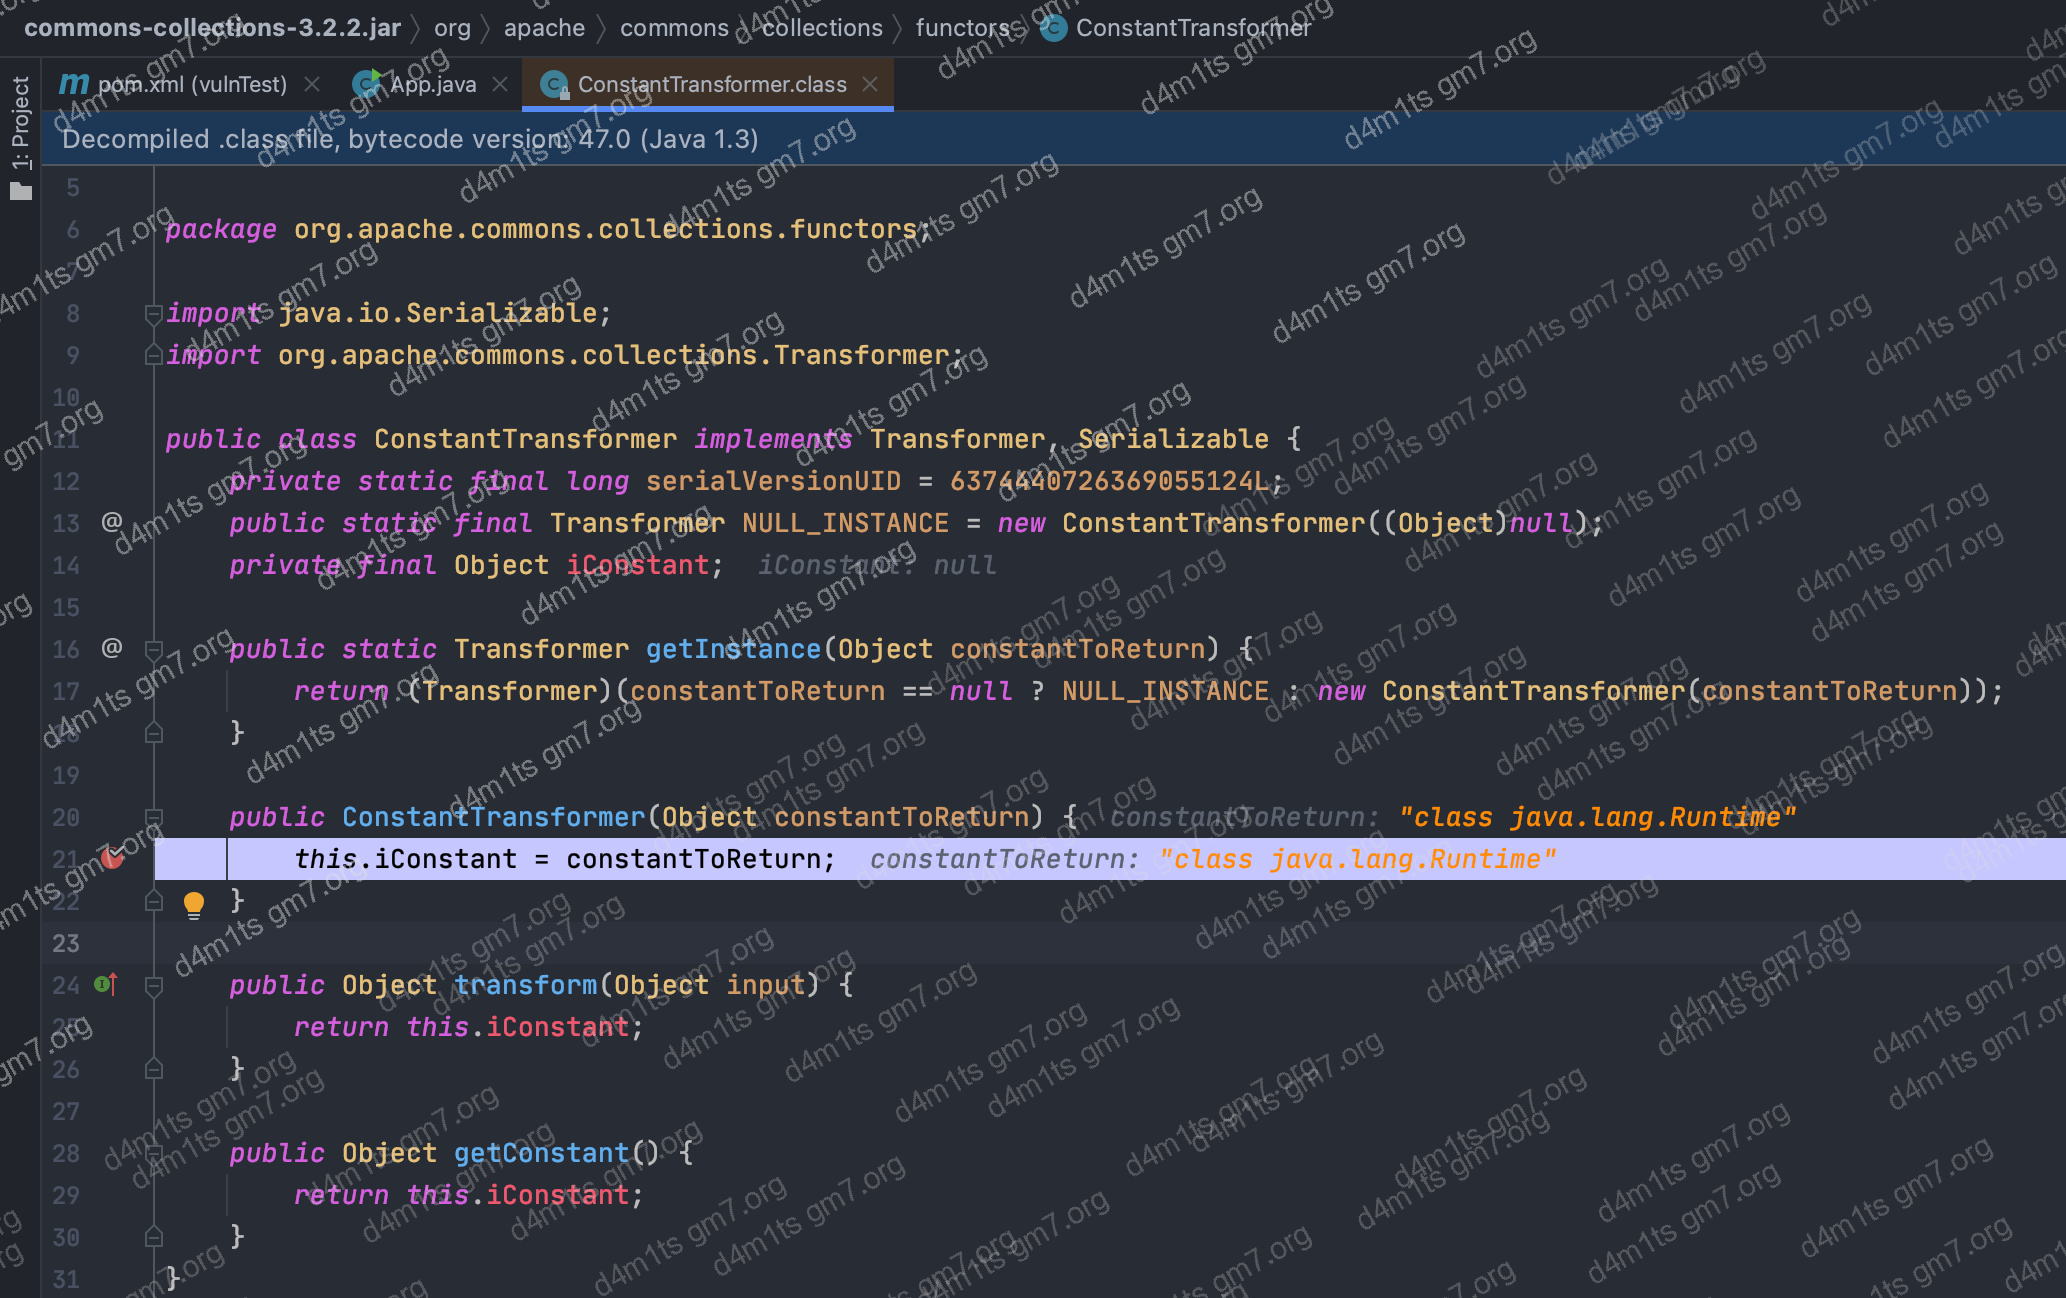 commons-collections-3.2.2.jar 〉 org 〉 apache 〉 commons 〉 collections 〉 functors 〉 ConstantTransformer
1: Project
pom.xml (vulnTest) × App.java × ConstantTransformer.class ×
Decompiled .class file, bytecode version: 47.0 (Java 1.3)
5
6 package org.apache.commons.collections.functors;
7
8 import java.io.Serializable;
9 import org.apache.commons.collections.Transformer;
10
11 public class ConstantTransformer implements Transformer, Serializable {
12 private static final long serialVersionUID = 6374440726369055124L;
13 @ public static final Transformer NULL_INSTANCE = new ConstantTransformer((Object)null);
14 private final Object iConstant; iConstant: null
15
16 @ public static Transformer getInstance(Object constantToReturn) {
17 return (Transformer)(constantToReturn == null ? NULL_INSTANCE : new ConstantTransformer(constantToReturn));
18 }
19
20 public ConstantTransformer(Object constantToReturn) { constantToReturn: "class java.lang.Runtime"
21 this.iConstant = constantToReturn; constantToReturn: "class java.lang.Runtime"
22 }
23
24 public Object transform(Object input) {
25 return this.iConstant;
26 }
27
28 public Object getConstant() {
29 return this.iConstant;
30 }
31 }
d4m1ts gm7.org